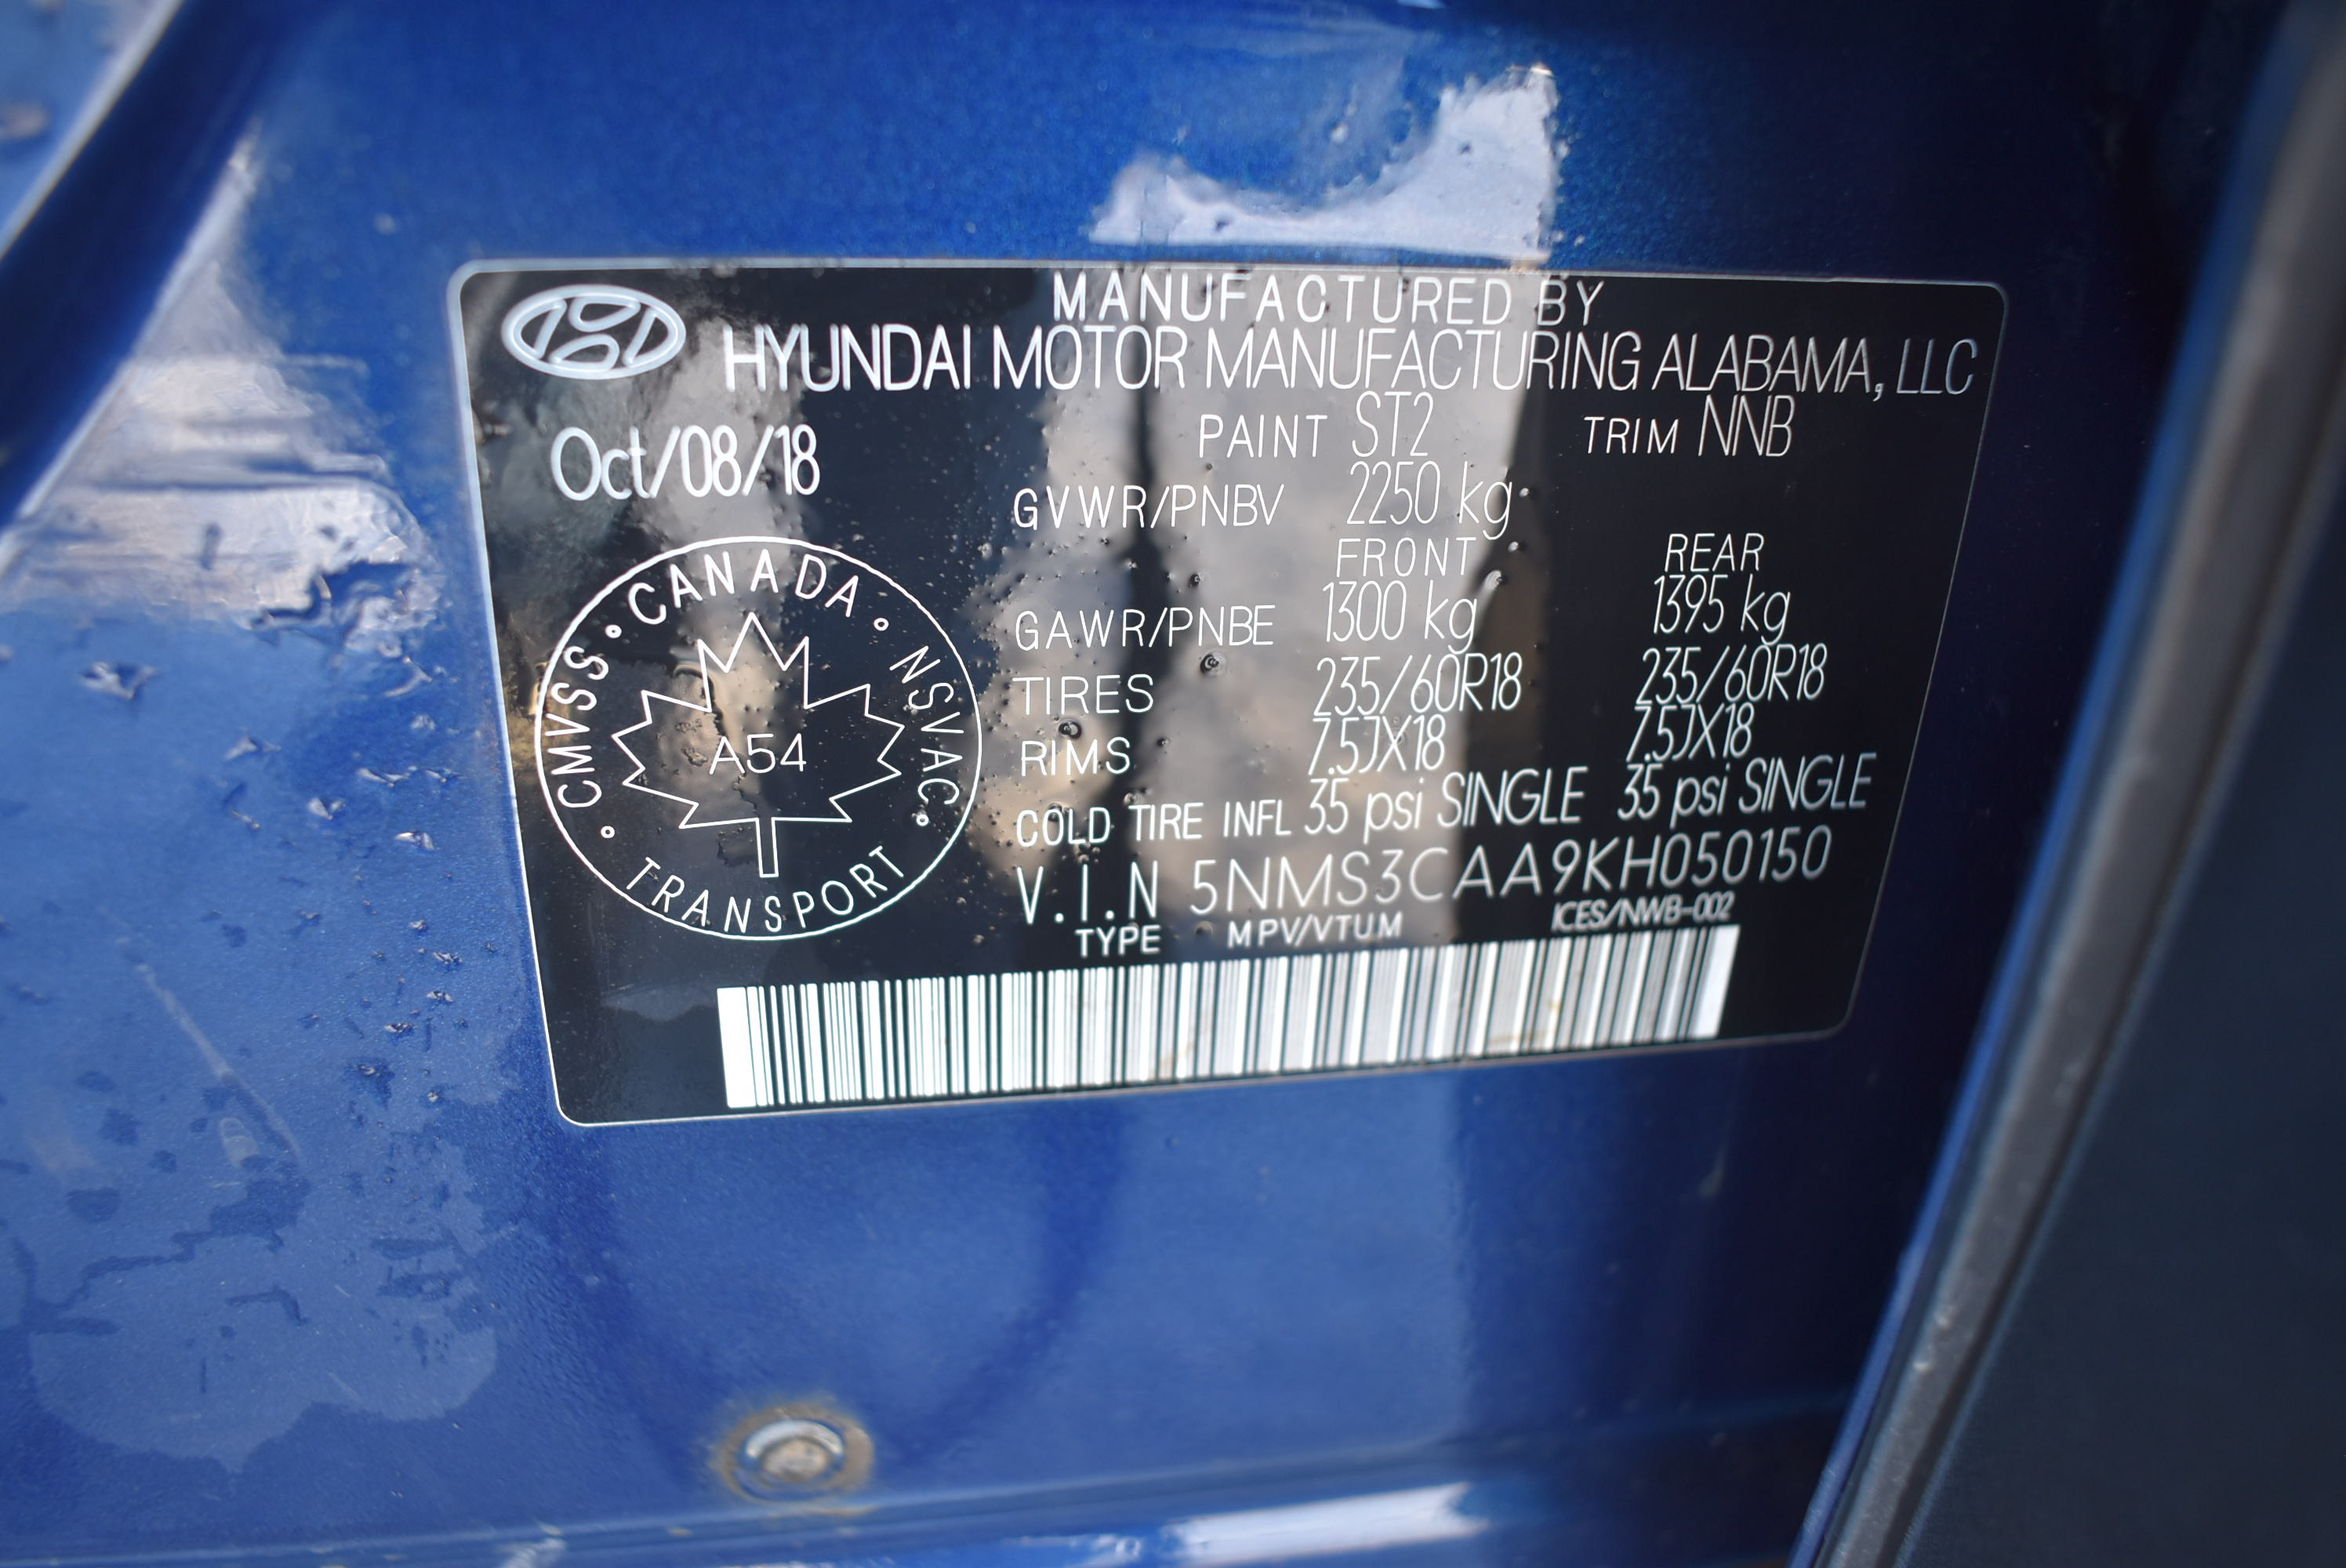 MANUFACTURED BY
HYUNDAI MOTOR MANUFACTURING ALABAMA, LLC
Oct/08/18
PAINT ST2 TRIM NNB
GVWR/PNBV 2250 kg
FRONT REAR
GAWR/PNBE 1300 kg 1395 kg
TIRES 235/60R18 235/60R18
RIMS 7.5JX18 7.5JX18
COLD TIRE INFL 35 psi SINGLE 35 psi SINGLE
V.I.N 5NMS3CAA9KH050150
TYPE MPV/VTUM ICES/NWB-002
CANADA
CMVSS
NSVAC
A54
TRANSPORT